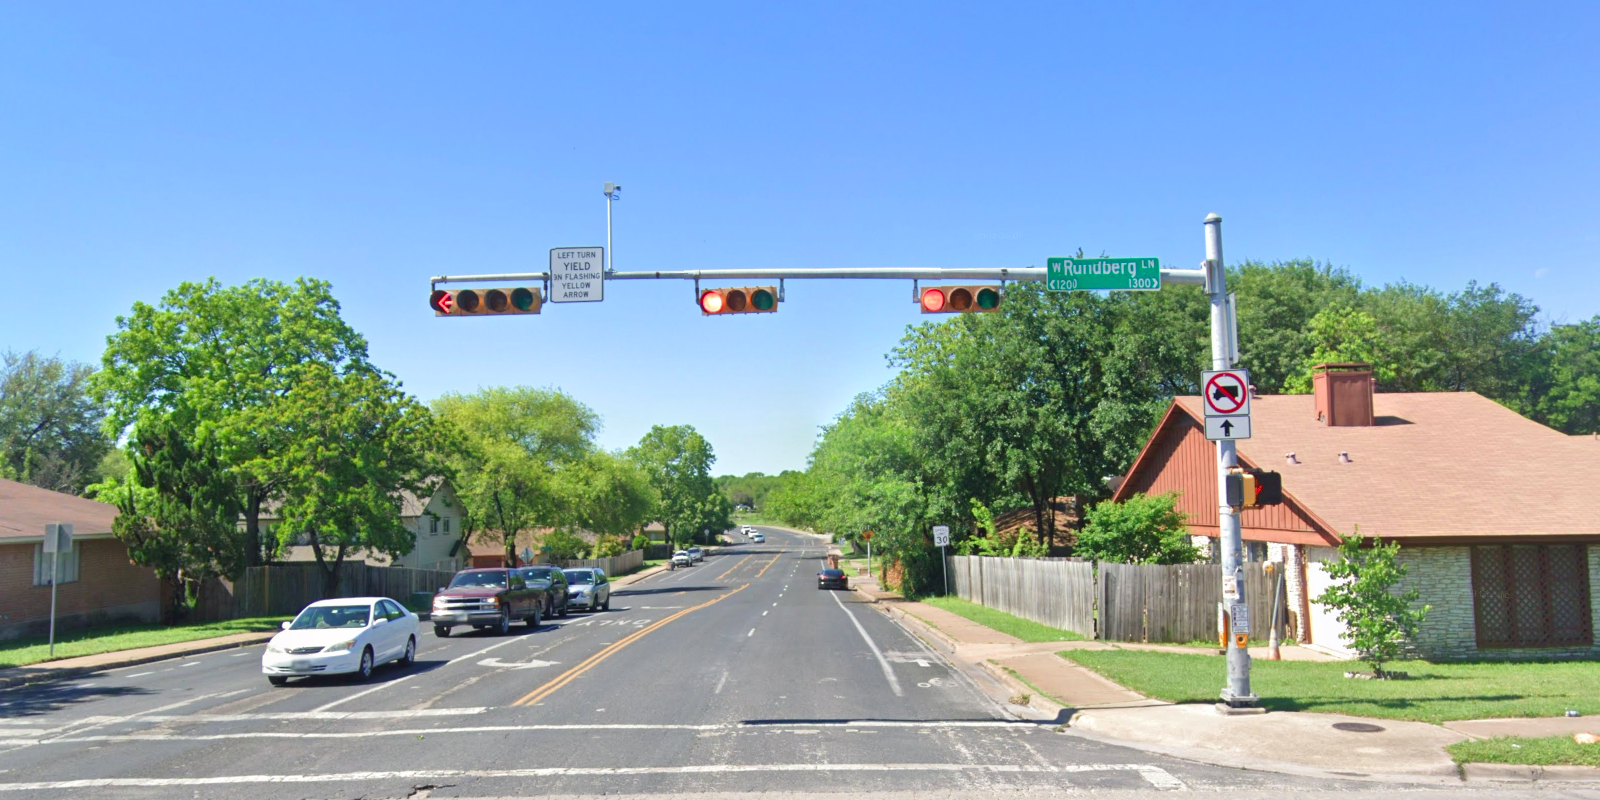 LEFT TURN
YIELD
ON FLASHING
YELLOW
ARROW
W Rundberg LN
1200 1300
30
ONLY